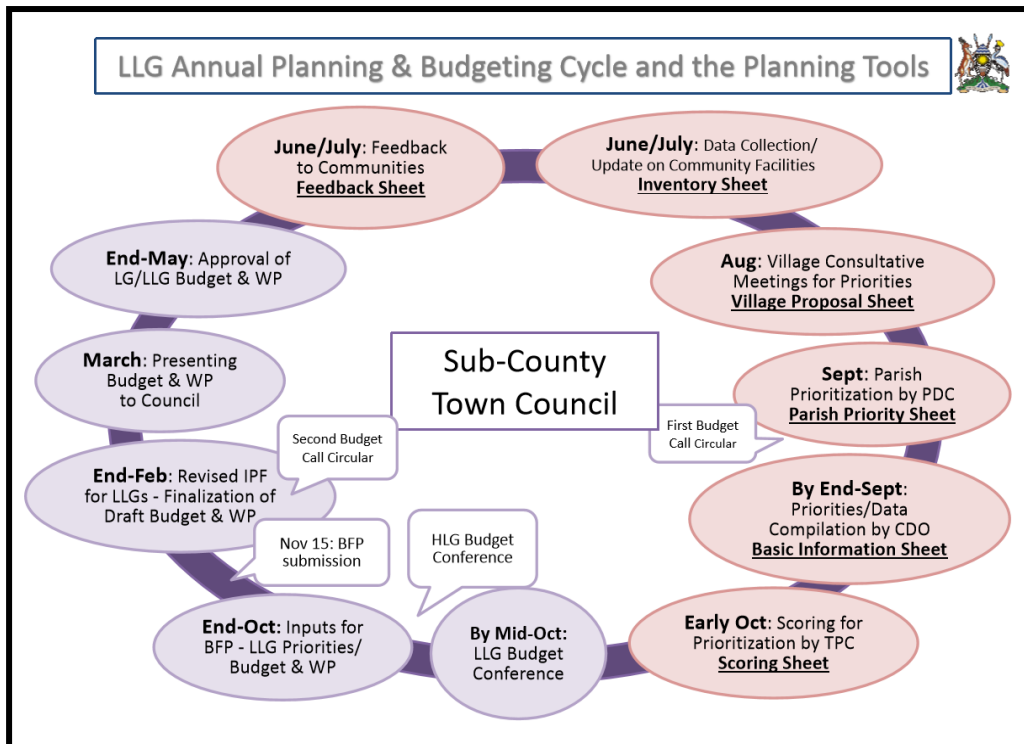 LLG Annual Planning & Budgeting Cycle and the Planning Tools
June/July: Feedback
to Communities
Feedback Sheet
June/July: Data Collection/
Update on Community Facilities
Inventory Sheet
Aug: Village Consultative
Meetings for Priorities
Village Proposal Sheet
Sept: Parish
Prioritization by PDC
Parish Priority Sheet
First Budget
Call Circular
By End-Sept:
Priorities/Data
Compilation by CDO
Basic Information Sheet
Early Oct: Scoring for
Prioritization by TPC
Scoring Sheet
By Mid-Oct:
LLG Budget
Conference
HLG Budget
Conference
End-Oct: Inputs for
BFP - LLG Priorities/
Budget & WP
Nov 15: BFP
submission
End-Feb: Revised IPF
for LLGs - Finalization of
Draft Budget & WP
Second Budget
Call Circular
March: Presenting
Budget & WP
to Council
End-May: Approval of
LG/LLG Budget & WP
Sub-County
Town Council